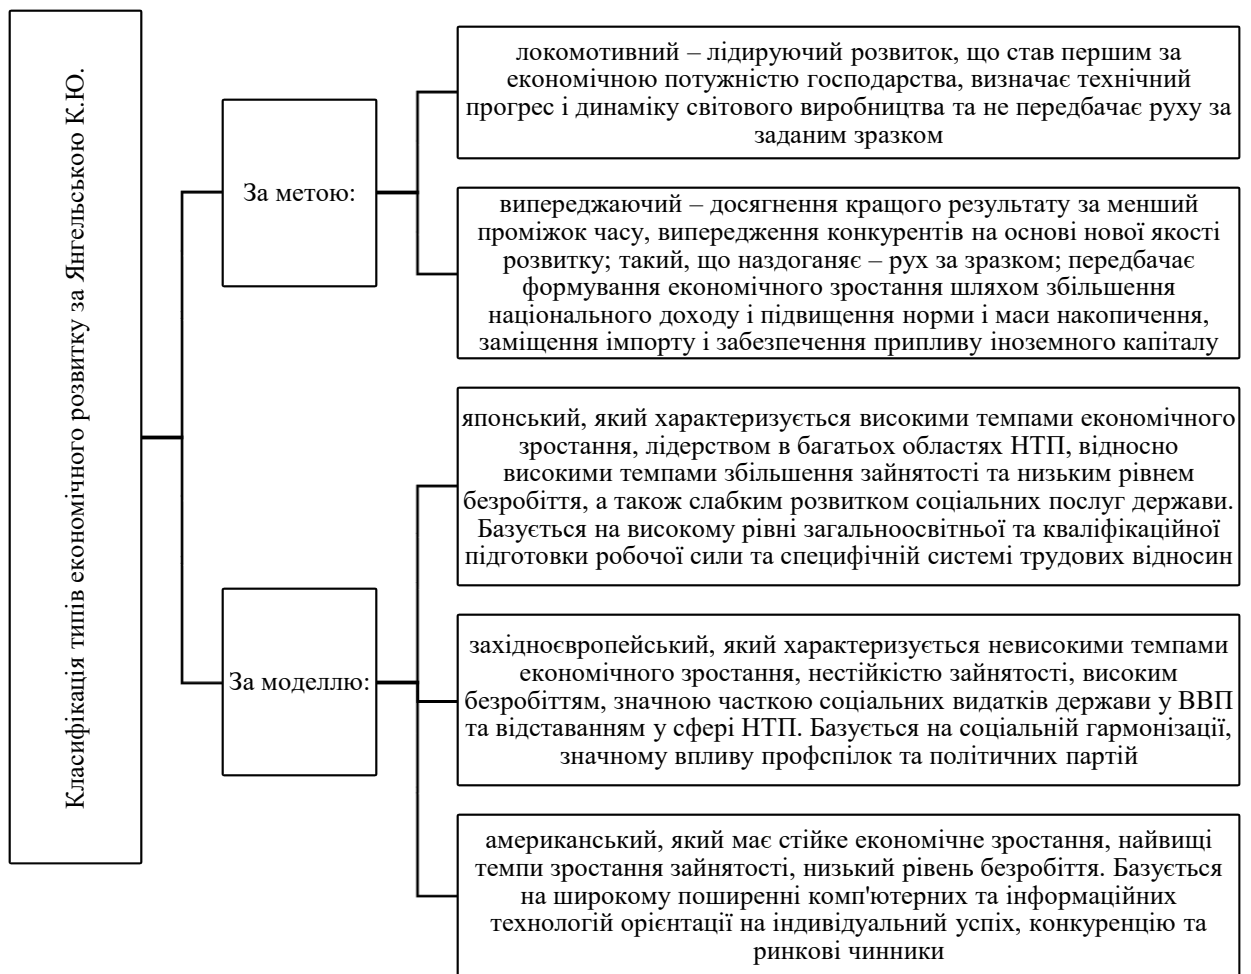 Класифікація типів економічного розвитку за Янгельською К.Ю.
За метою:
локомотивний – лідируючий розвиток, що став першим за
економічною потужністю господарства, визначає технічний
прогрес і динаміку світового виробництва та не передбачає руху за
заданим зразком
випереджаючий – досягнення кращого результату за менший
проміжок часу, випередження конкурентів на основі нової якості
розвитку; такий, що наздоганяє – рух за зразком; передбачає
формування економічного зростання шляхом збільшення
національного доходу і підвищення норми і маси накопичення,
заміщення імпорту і забезпечення припливу іноземного капіталу
За моделлю:
японський, який характеризується високими темпами економічного
зростання, лідерством в багатьох областях НТП, відносно
високими темпами збільшення зайнятості та низьким рівнем
безробіття, а також слабким розвитком соціальних послуг держави.
Базується на високому рівні загальноосвітньої та кваліфікаційної
підготовки робочої сили та специфічній системі трудових відносин
західноєвропейський, який характеризується невисокими темпами
економічного зростання, нестійкістю зайнятості, високим
безробіттям, значною часткою соціальних видатків держави у ВВП
та відставанням у сфері НТП. Базується на соціальній гармонізації,
значному впливу профспілок та політичних партій
американський, який має стійке економічне зростання, найвищі
темпи зростання зайнятості, низький рівень безробіття. Базується
на широкому поширенні комп'ютерних та інформаційних
технологій орієнтації на індивідуальний успіх, конкуренцію та
ринкові чинники